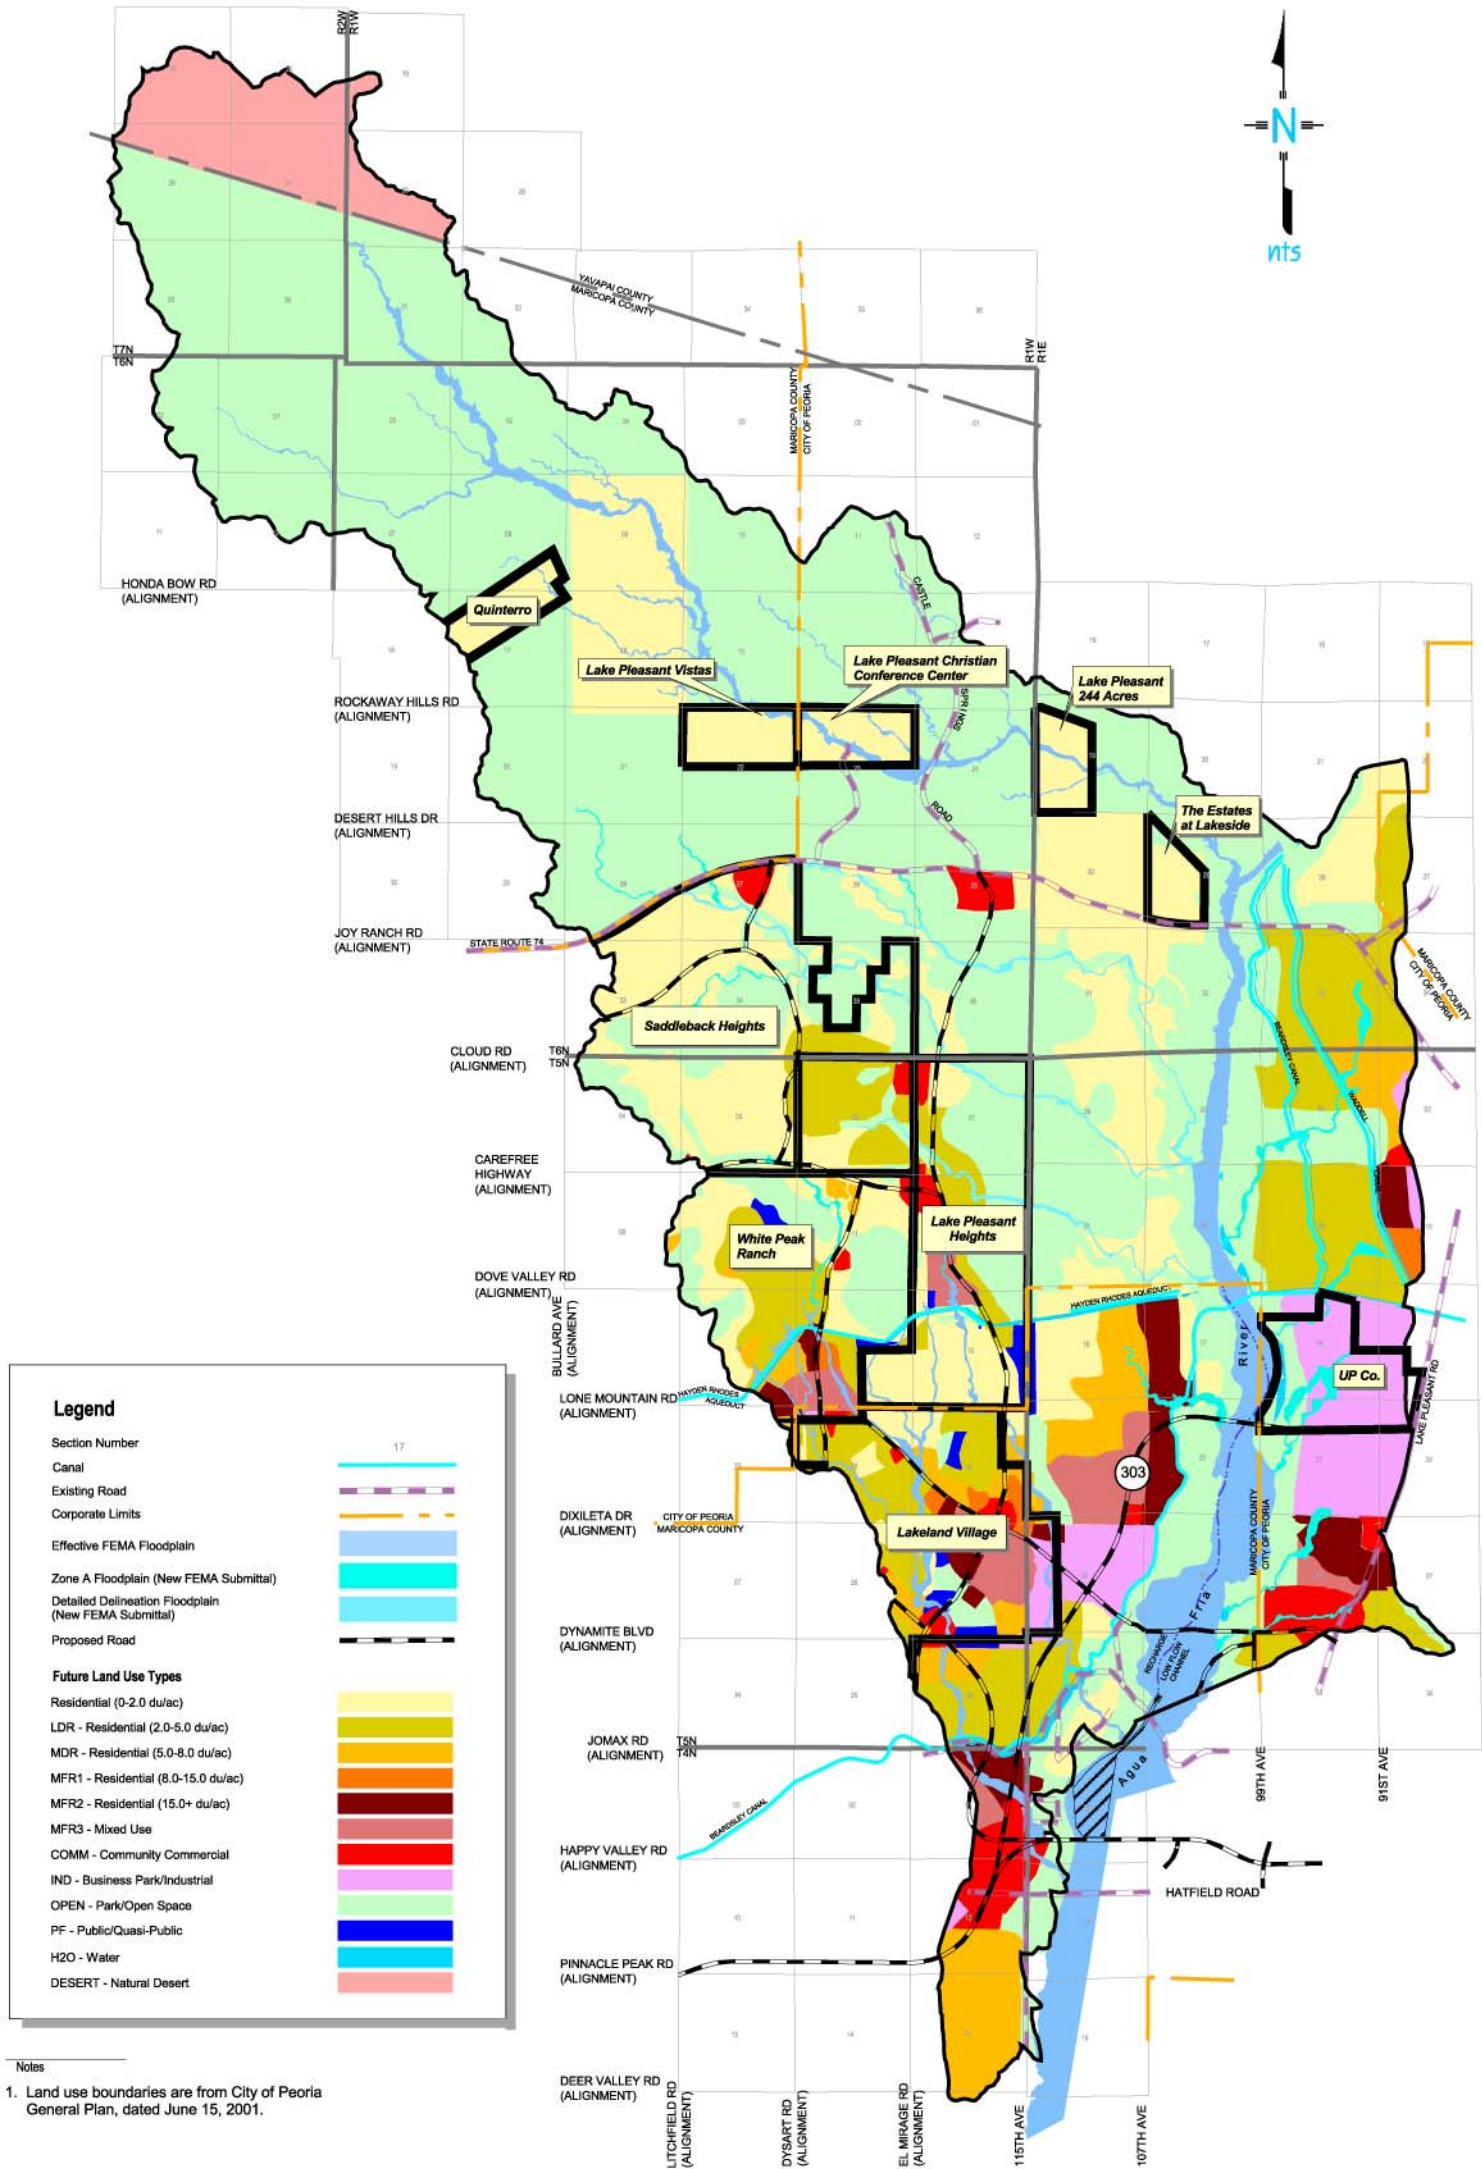 R2W
R1W
N
nts
YAVAPAI COUNTY
MARICOPA COUNTY
T7N
T6N
R1W
R1E
MARICOPA COUNTY
CITY OF PEORIA
HONDA BOW RD
(ALIGNMENT)
Quinterro
CASTLE
Lake Pleasant Vistas
Lake Pleasant Christian
Conference Center
Lake Pleasant
244 Acres
ROCKAWAY HILLS RD
(ALIGNMENT)
SPRINGS
DESERT HILLS DR
(ALIGNMENT)
ROAD
The Estates
at Lakeside
JOY RANCH RD
(ALIGNMENT)
STATE ROUTE 74
MARICOPA COUNTY
CITY OF PEORIA
Saddleback Heights
CLOUD RD
(ALIGNMENT)
T6N
T5N
BEARDSLEY CANAL
WADDELL
CANAL
CAREFREE
HIGHWAY
(ALIGNMENT)
White Peak
Ranch
Lake Pleasant
Heights
DOVE VALLEY RD
(ALIGNMENT)
BULLARD AVE
(ALIGNMENT)
HAYDEN RHODES AQUEDUCT
River
UP Co.
LAKE PLEASANT RD
LONE MOUNTAIN RD
(ALIGNMENT)
HAYDEN RHODES
AQUEDUCT
303
DIXILETA DR
(ALIGNMENT)
CITY OF PEORIA
MARICOPA COUNTY
Lakeland Village
MARICOPA COUNTY
CITY OF PEORIA
Fria
DYNAMITE BLVD
(ALIGNMENT)
RECHARGE
LOW FLOW
CHANNEL
JOMAX RD
(ALIGNMENT)
T5N
T4N
Agua
99TH AVE
91ST AVE
BEARDSLEY CANAL
HAPPY VALLEY RD
(ALIGNMENT)
HATFIELD ROAD
PINNACLE PEAK RD
(ALIGNMENT)
DEER VALLEY RD
(ALIGNMENT)
LITCHFIELD RD
(ALIGNMENT)
DYSART RD
(ALIGNMENT)
EL MIRAGE RD
(ALIGNMENT)
115TH AVE
107TH AVE
Legend
Section Number 17
Canal
Existing Road
Corporate Limits
Effective FEMA Floodplain
Zone A Floodplain (New FEMA Submittal)
Detailed Delineation Floodplain
(New FEMA Submittal)
Proposed Road
Future Land Use Types
Residential (0-2.0 du/ac)
LDR - Residential (2.0-5.0 du/ac)
MDR - Residential (5.0-8.0 du/ac)
MFR1 - Residential (8.0-15.0 du/ac)
MFR2 - Residential (15.0+ du/ac)
MFR3 - Mixed Use
COMM - Community Commercial
IND - Business Park/Industrial
OPEN - Park/Open Space
PF - Public/Quasi-Public
H2O - Water
DESERT - Natural Desert
Notes
1. Land use boundaries are from City of Peoria
General Plan, dated June 15, 2001.